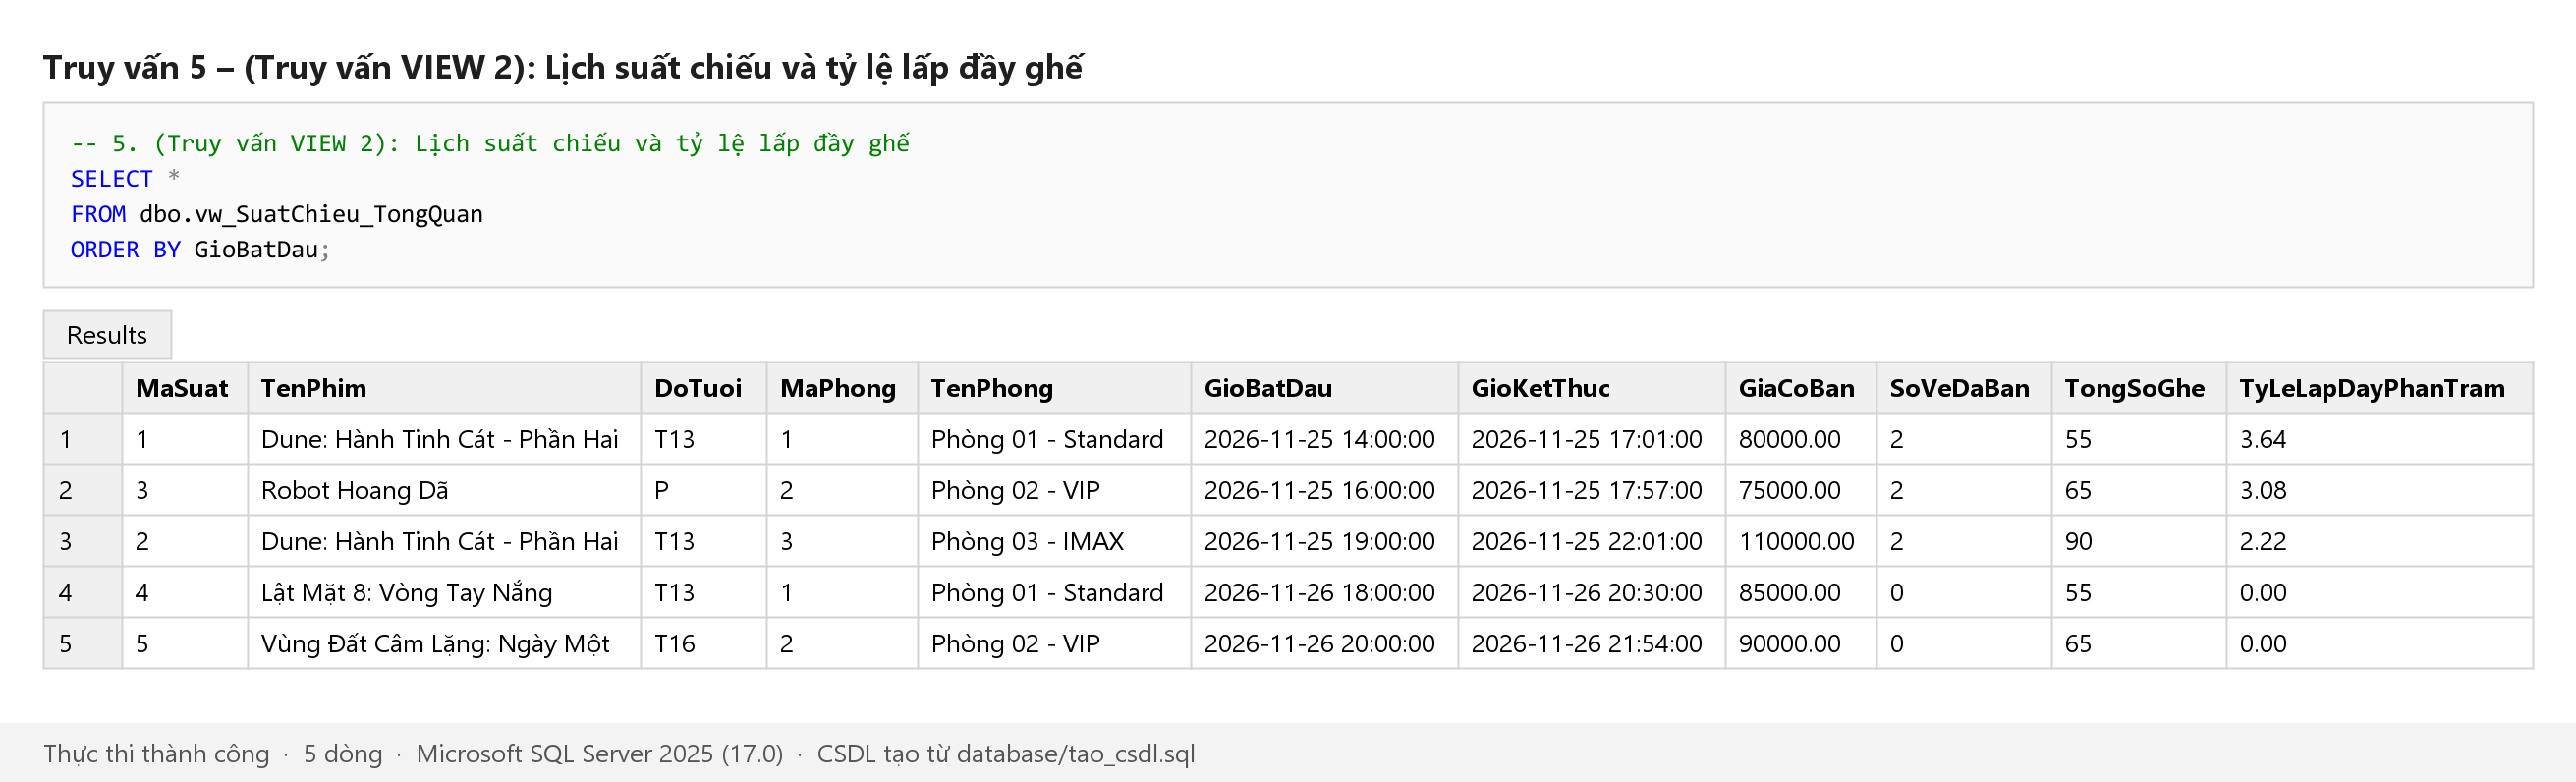 Truy vấn 5 – (Truy vấn VIEW 2): Lịch suất chiếu và tỷ lệ lấp đầy ghế
-- 5. (Truy vấn VIEW 2): Lịch suất chiếu và tỷ lệ lấp đầy ghế
SELECT *
FROM dbo.vw_SuatChieu_TongQuan
ORDER BY GioBatDau;
Results
MaSuat TenPhim DoTuoi MaPhong TenPhong GioBatDau GioKetThuc GiaCoBan SoVeDaBan TongSoGhe TyLeLapDayPhanTram
1 1 Dune: Hành Tinh Cát - Phần Hai T13 1 Phòng 01 - Standard 2026-11-25 14:00:00 2026-11-25 17:01:00 80000.00 2 55 3.64
2 3 Robot Hoang Dã P 2 Phòng 02 - VIP 2026-11-25 16:00:00 2026-11-25 17:57:00 75000.00 2 65 3.08
3 2 Dune: Hành Tinh Cát - Phần Hai T13 3 Phòng 03 - IMAX 2026-11-25 19:00:00 2026-11-25 22:01:00 110000.00 2 90 2.22
4 4 Lật Mặt 8: Vòng Tay Nắng T13 1 Phòng 01 - Standard 2026-11-26 18:00:00 2026-11-26 20:30:00 85000.00 0 55 0.00
5 5 Vùng Đất Câm Lặng: Ngày Một T16 2 Phòng 02 - VIP 2026-11-26 20:00:00 2026-11-26 21:54:00 90000.00 0 65 0.00
Thực thi thành công · 5 dòng · Microsoft SQL Server 2025 (17.0) · CSDL tạo từ database/tao_csdl.sql